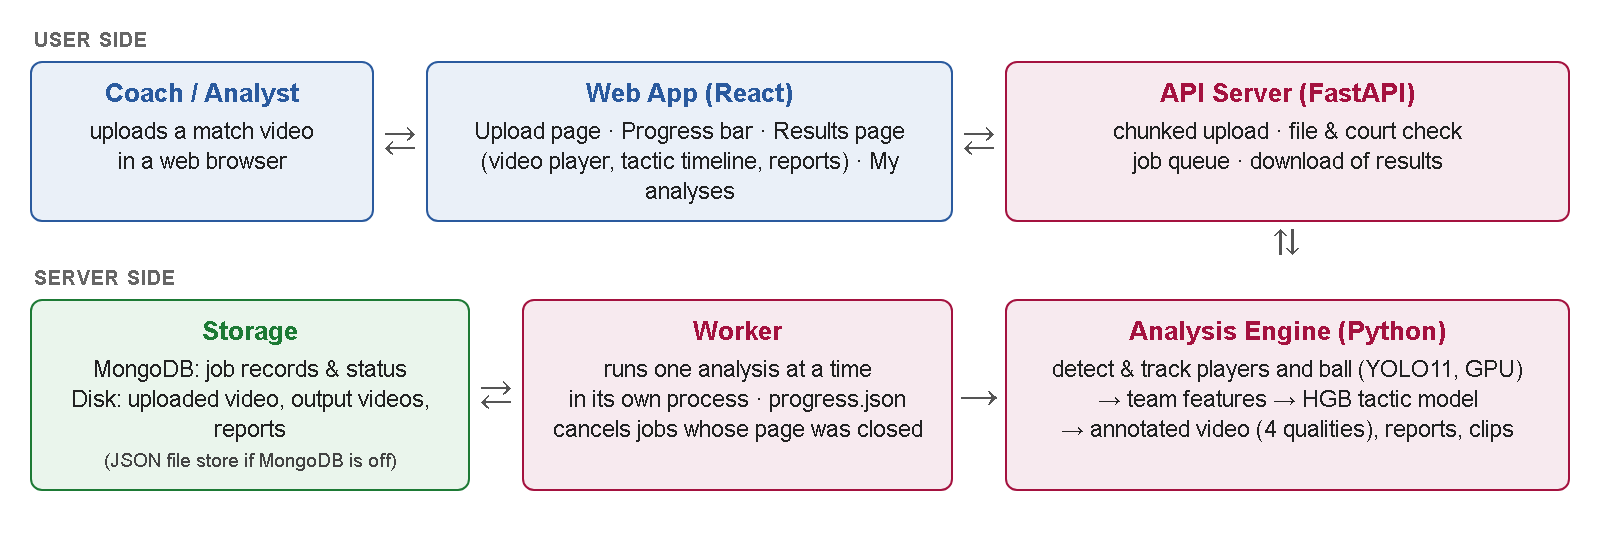 USER SIDE
Coach / Analyst
uploads a match video
in a web browser
Web App (React)
Upload page · Progress bar · Results page
(video player, tactic timeline, reports) · My
analyses
API Server (FastAPI)
chunked upload · file & court check
job queue · download of results
SERVER SIDE
Storage
MongoDB: job records & status
Disk: uploaded video, output videos,
reports
(JSON file store if MongoDB is off)
Worker
runs one analysis at a time
in its own process · progress.json
cancels jobs whose page was closed
Analysis Engine (Python)
detect & track players and ball (YOLO11, GPU)
→ team features → HGB tactic model
→ annotated video (4 qualities), reports, clips